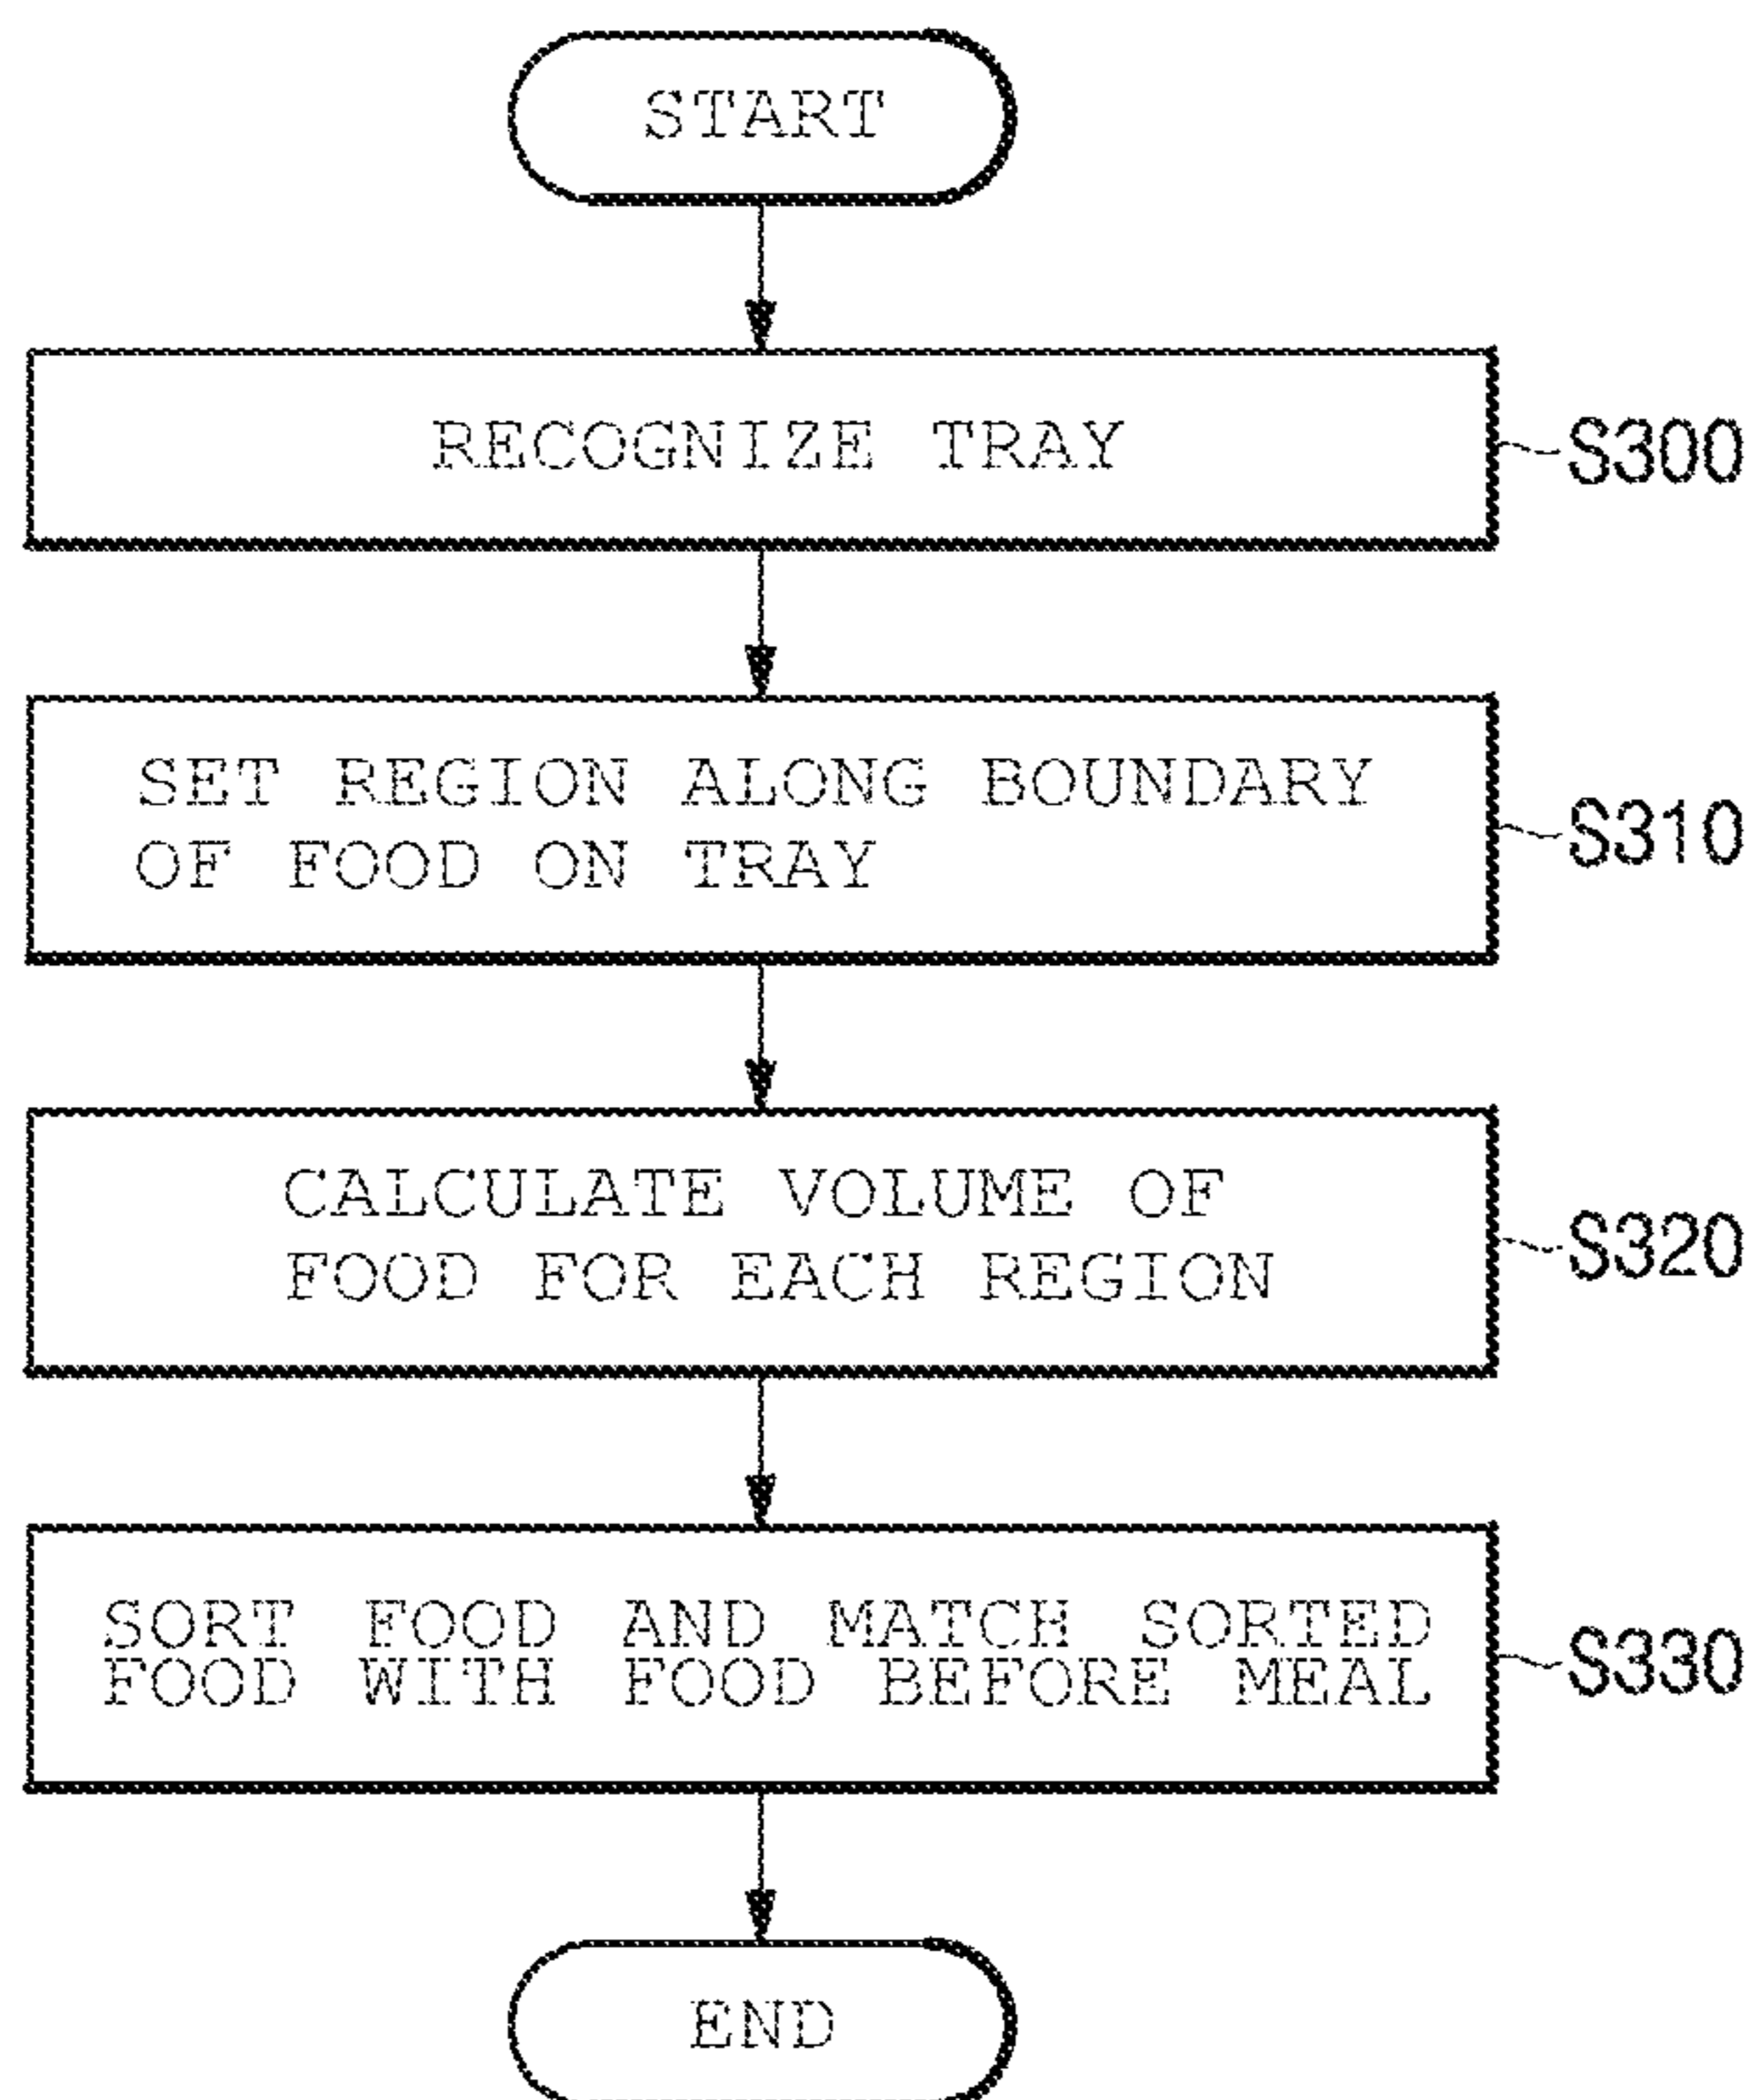 START
RECOGNIZE TRAY
S300
SET REGION ALONG BOUNDARY
OF FOOD ON TRAY
S310
CALCULATE VOLUME OF
FOOD FOR EACH REGION
S320
SORT FOOD AND MATCH SORTED
FOOD WITH FOOD BEFORE MEAL
S330
END